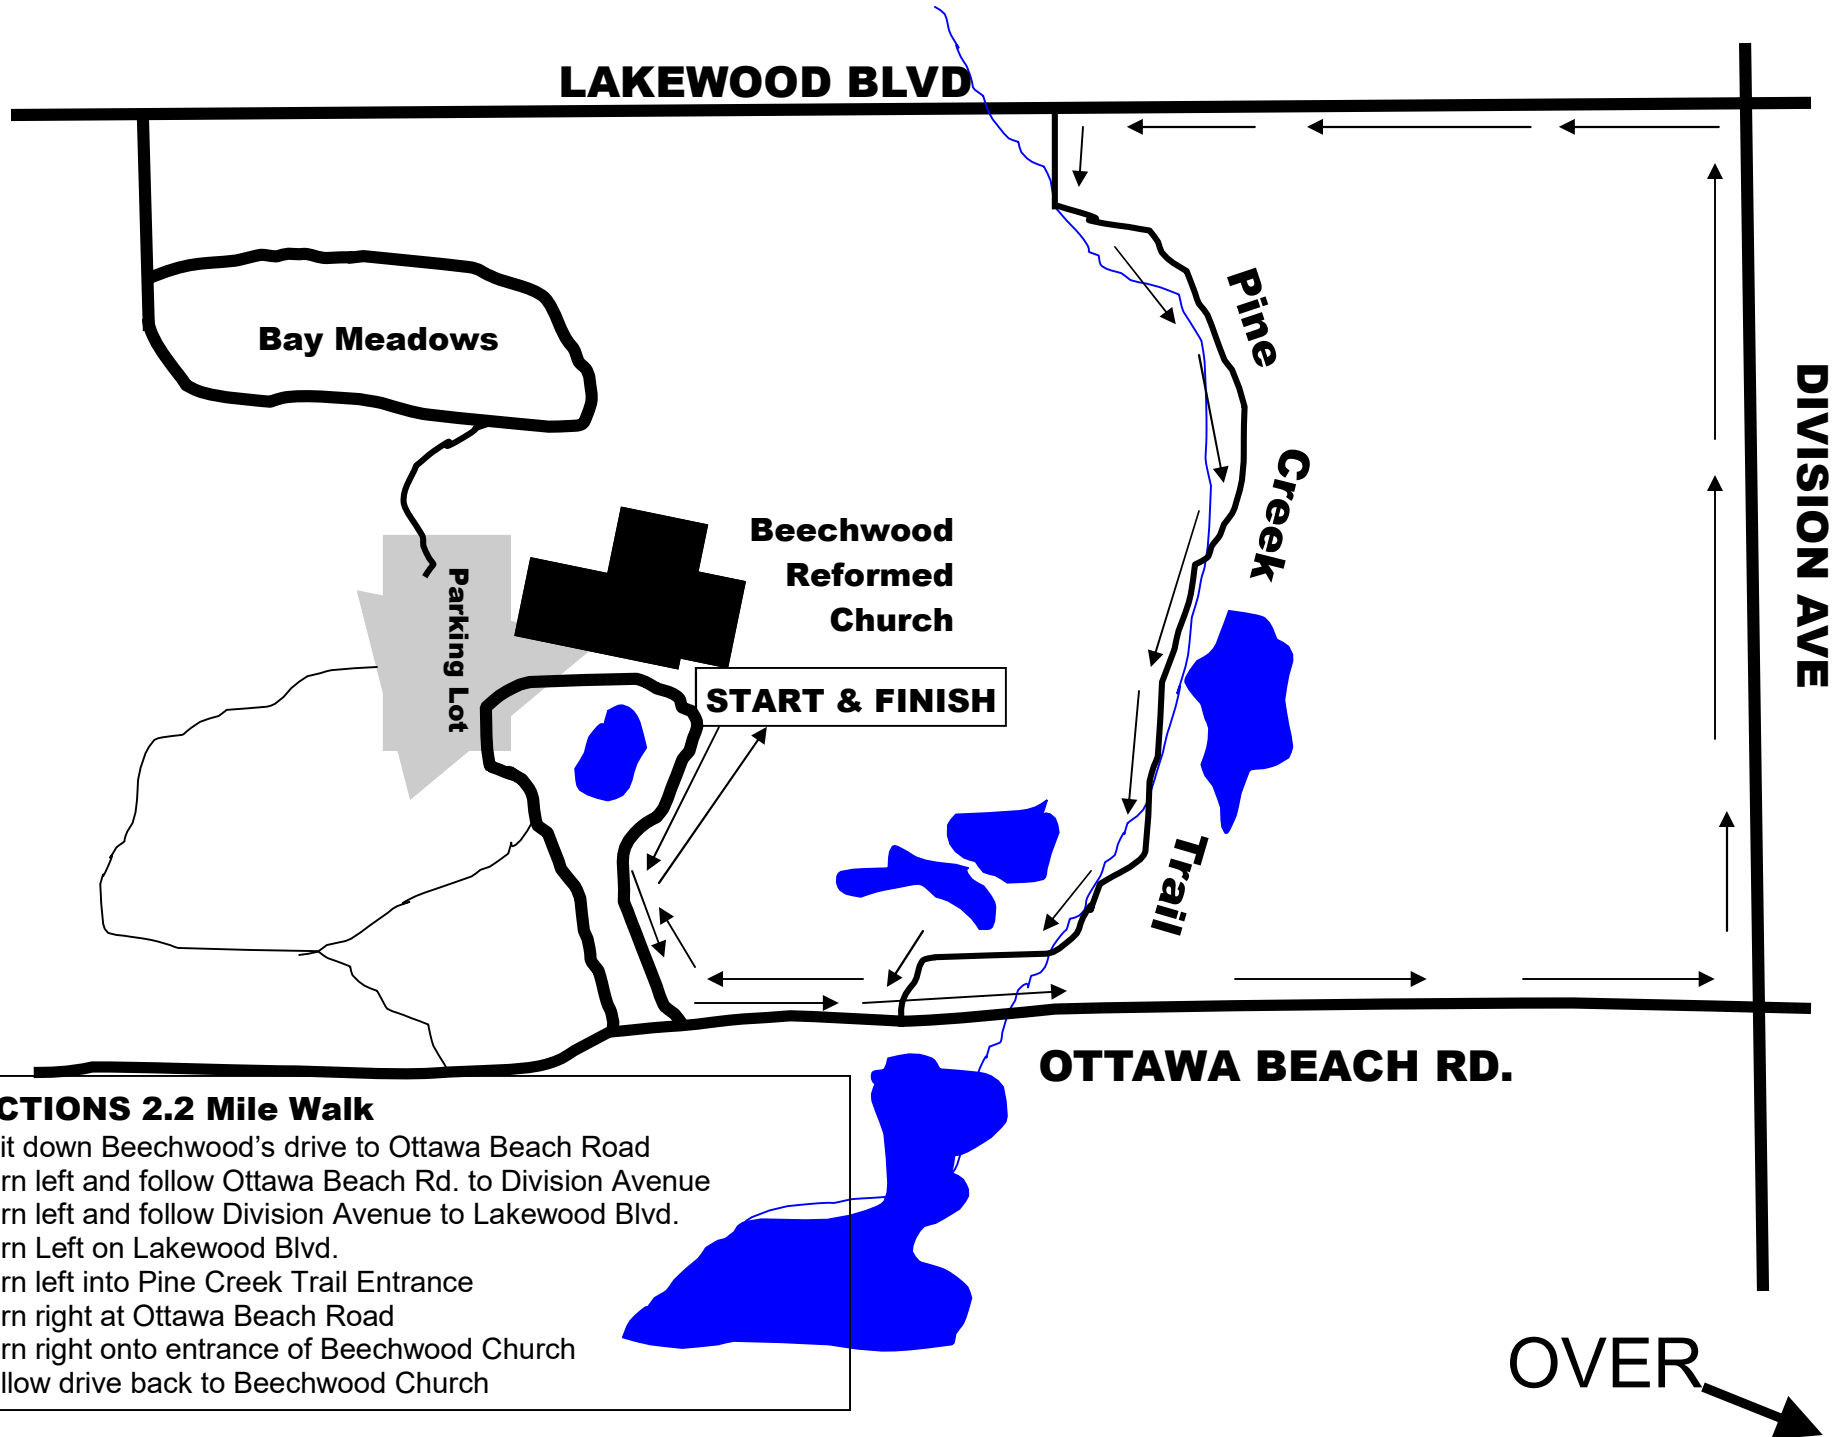 LAKEWOOD BLVD
Bay Meadows
Pine
Creek
Trail
DIVISION AVE
Beechwood
Reformed
Church
Parking Lot
START & FINISH
OTTAWA BEACH RD.
CTIONS 2.2 Mile Walk
it down Beechwood’s drive to Ottawa Beach Road
rn left and follow Ottawa Beach Rd. to Division Avenue
rn left and follow Division Avenue to Lakewood Blvd.
rn Left on Lakewood Blvd.
rn left into Pine Creek Trail Entrance
rn right at Ottawa Beach Road
rn right onto entrance of Beechwood Church
llow drive back to Beechwood Church
OVER